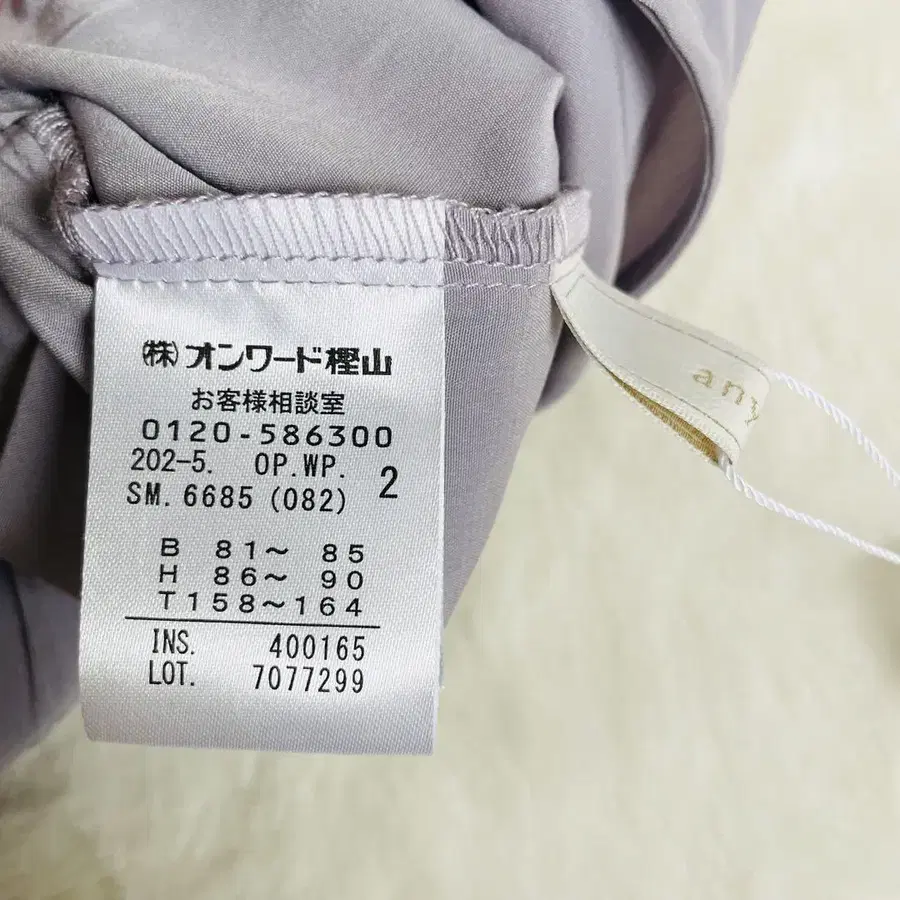 (株)オンワード樫山
お客様相談室
0120-586300
202-5. OP.WP. 2
SM.6685(082)
B 81～ 85
H 86～ 90
T158～164
INS. 400165
LOT. 7077299
any